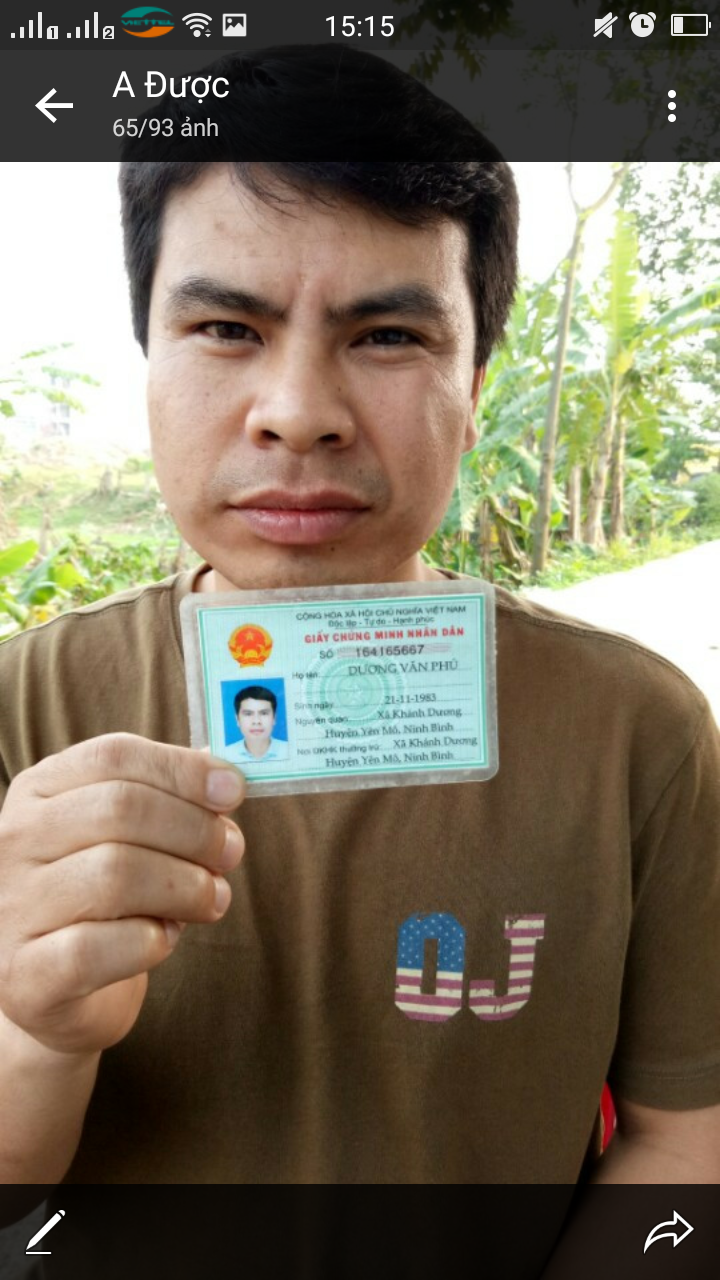 1 2 VIETTEL 15:15
A Được
65/93 ảnh
CỘNG HÒA XÃ HỘI CHỦ NGHĨA VIỆT NAM
Độc lập - Tự do - Hạnh phúc
GIẤY CHỨNG MINH NHÂN DÂN
SỐ 164165667
Họ tên: DƯƠNG VĂN PHÚ
Sinh ngày: 21-11-1983
Nguyên quán: Xã Khánh Dương
Huyện Yên Mô, Ninh Bình
Nơi ĐKHK thường trú: Xã Khánh Dương
Huyện Yên Mô, Ninh Bình
OJ